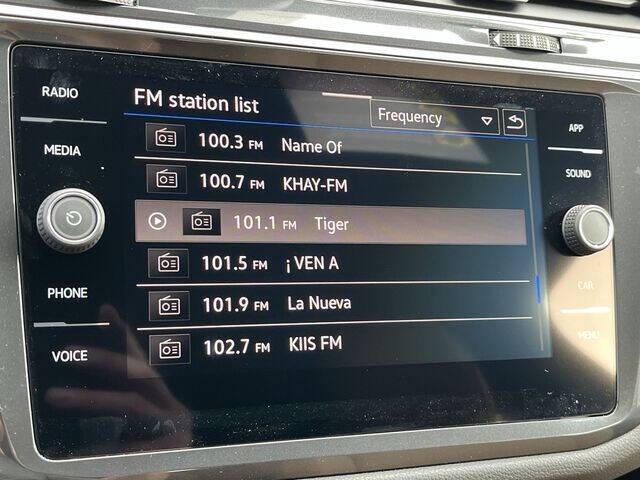 RADIO
MEDIA
PHONE
VOICE
FM station list
Frequency
100.3 FM Name Of
100.7 FM KHAY-FM
101.1 FM Tiger
101.5 FM ¡ VEN A
101.9 FM La Nueva
102.7 FM KIIS FM
APP
SOUND
CAR
MENU